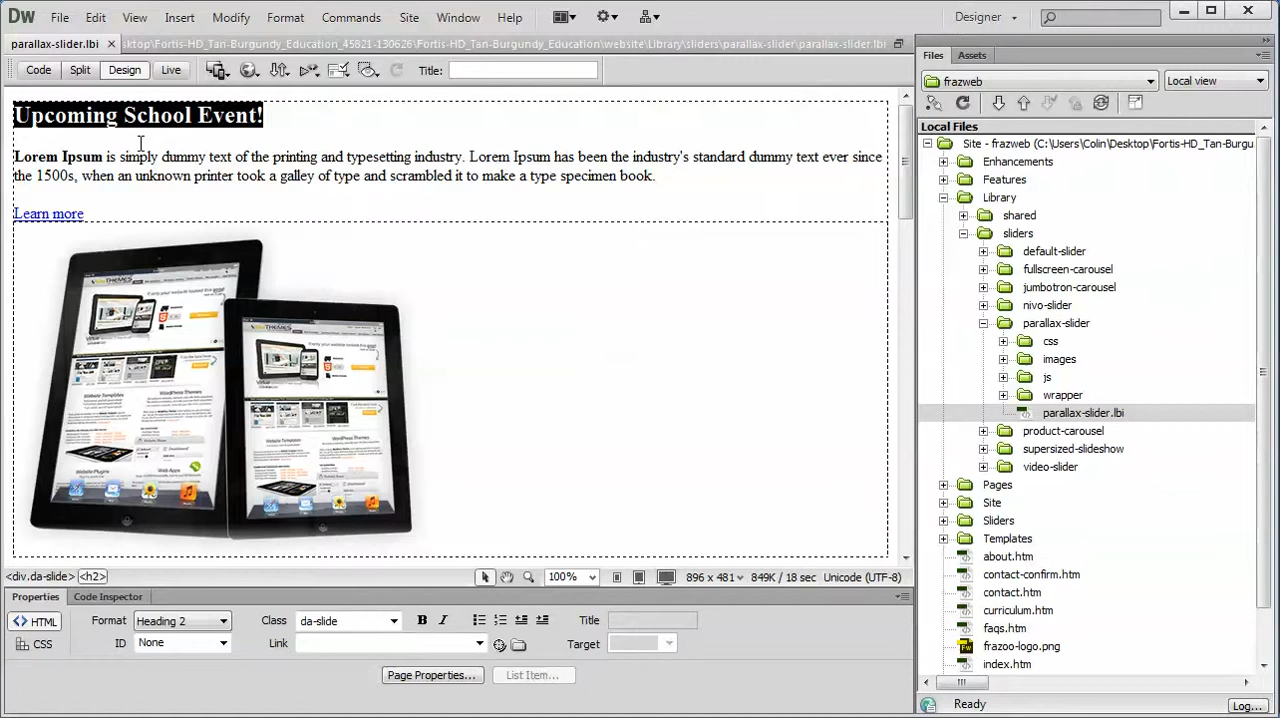 Dw File Edit View Insert Modify Format Commands Site Window Help Designer
parallax-slider.lbi ×
sktop\Fortis-HD_Tan-Burgundy_Education_45821-130626\Fortis-HD_Tan-Burgundy_Education\website\Library\sliders\parallax-slider\parallax-slider.lbi
Code Split Design Live Title:
Upcoming School Event!
Lorem Ipsum is simply dummy text of the printing and typesetting industry. Lorem Ipsum has been the industry's standard dummy text ever since
the 1500s, when an unknown printer took a galley of type and scrambled it to make a type specimen book.
Learn more
Website Templates
WordPress Themes
Website Plugins
Web Apps
<div.da-slide> <h2> 100% 896 x 481 849K / 18 sec Unicode (UTF-8)
Properties Code Inspector
<> HTML Format Heading 2 Class da-slide B I Title
CSS ID None Link Target
Page Properties... List Item...
Files Assets
frazweb Local view
Local Files
Site - frazweb (C:\Users\Colin\Desktop\Fortis-HD_Tan-Burgu
Enhancements
Features
Library
shared
sliders
default-slider
fullscreen-carousel
jumbotron-carousel
nivo-slider
parallax-slider
css
images
js
wrapper
parallax-slider.lbi
product-carousel
supersized-slideshow
video-slider
Pages
Site
Sliders
Templates
about.htm
contact-confirm.htm
contact.htm
curriculum.htm
faqs.htm
frazoo-logo.png
index.htm
Ready Log...